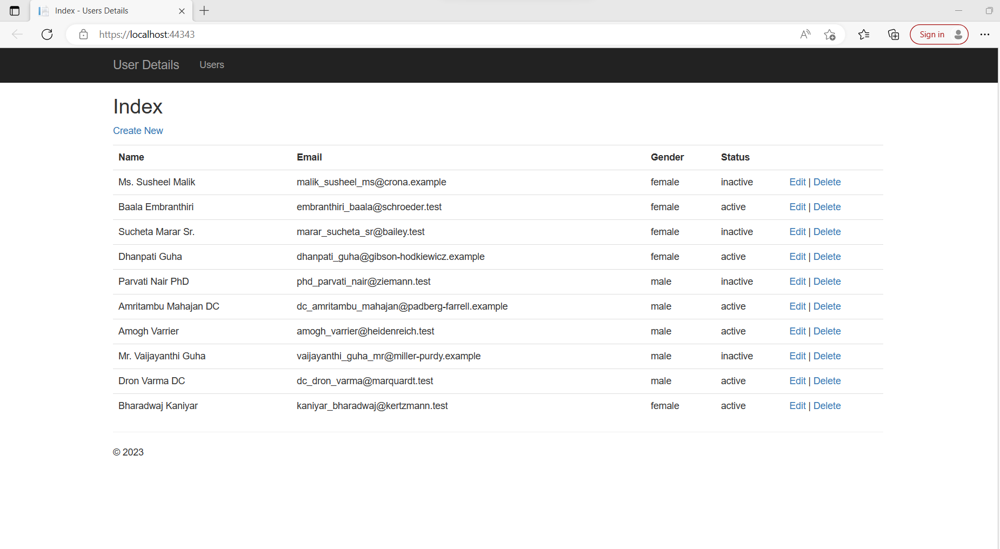 Index - Users Details
https://localhost:44343
Sign in
User Details Users
Index
Create New
Name Email Gender Status
Ms. Susheel Malik malik_susheel_ms@crona.example female inactive Edit | Delete
Baala Embranthiri embranthiri_baala@schroeder.test female active Edit | Delete
Sucheta Marar Sr. marar_sucheta_sr@bailey.test female inactive Edit | Delete
Dhanpati Guha dhanpati_guha@gibson-hodkiewicz.example female active Edit | Delete
Parvati Nair PhD phd_parvati_nair@ziemann.test male inactive Edit | Delete
Amritambu Mahajan DC dc_amritambu_mahajan@padberg-farrell.example male active Edit | Delete
Amogh Varrier amogh_varrier@heidenreich.test male active Edit | Delete
Mr. Vaijayanthi Guha vaijayanthi_guha_mr@miller-purdy.example male inactive Edit | Delete
Dron Varma DC dc_dron_varma@marquardt.test male active Edit | Delete
Bharadwaj Kaniyar kaniyar_bharadwaj@kertzmann.test female active Edit | Delete
© 2023